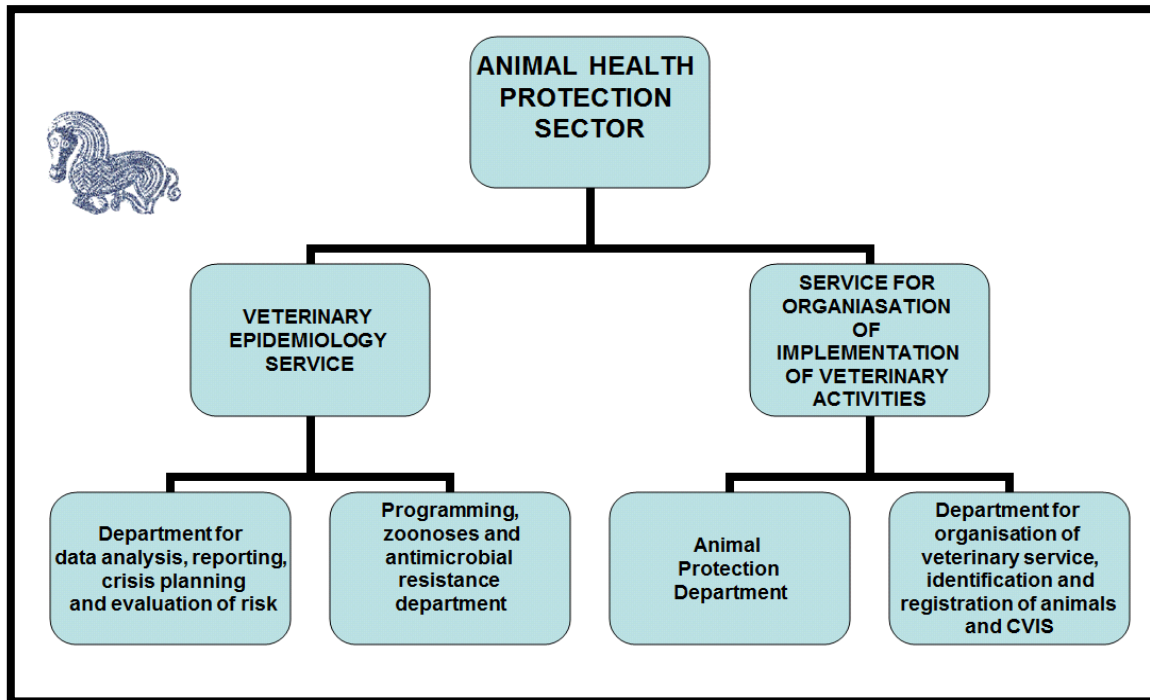 ANIMAL HEALTH
PROTECTION
SECTOR
VETERINARY
EPIDEMIOLOGY
SERVICE
SERVICE FOR
ORGANIASATION
OF
IMPLEMENTATION
OF VETERINARY
ACTIVITIES
Department for
data analysis, reporting,
crisis planning
and evaluation of risk
Programming,
zoonoses and
antimicrobial
resistance
department
Animal
Protection
Department
Department for
organisation of
veterinary service,
identification and
registration of animals
and CVIS